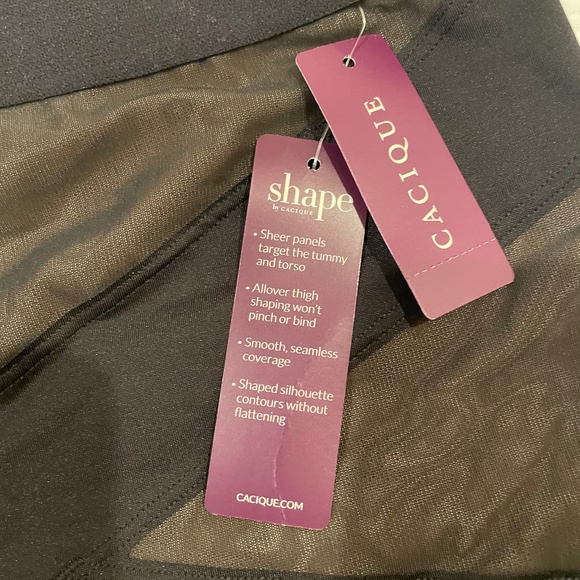 CACIQUE
shape
by CACIQUE
• Sheer panels
target the tummy
and torso
• Allover thigh
shaping won't
pinch or bind
• Smooth, seamless
coverage
• Shaped silhouette
contours without
flattening
CACIQUE.COM